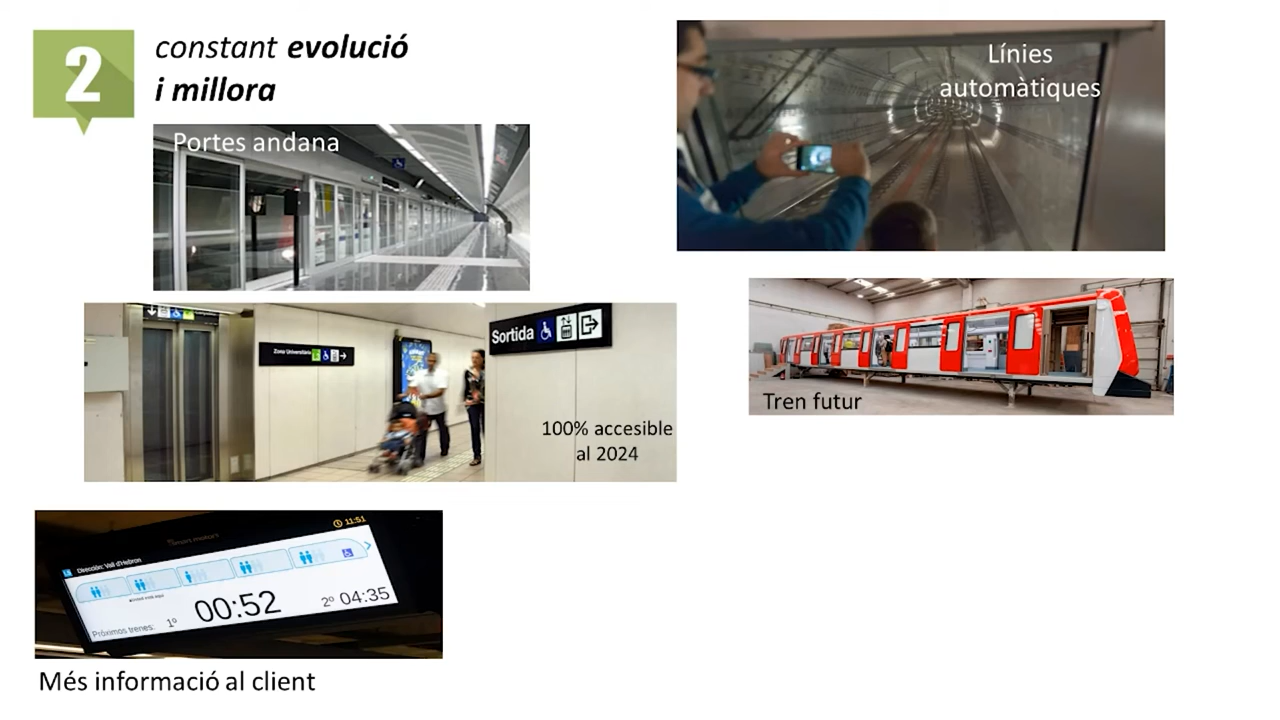 2
constant evolució
i millora
Línies
automàtiques
Portes andana
Zona Universitària
Sortida
100% accesible
al 2024
Tren futur
11:51
Dirección: Vall d'Hebron
00:52
2º 04:35
Próximos trenes: 1º
Més informació al client